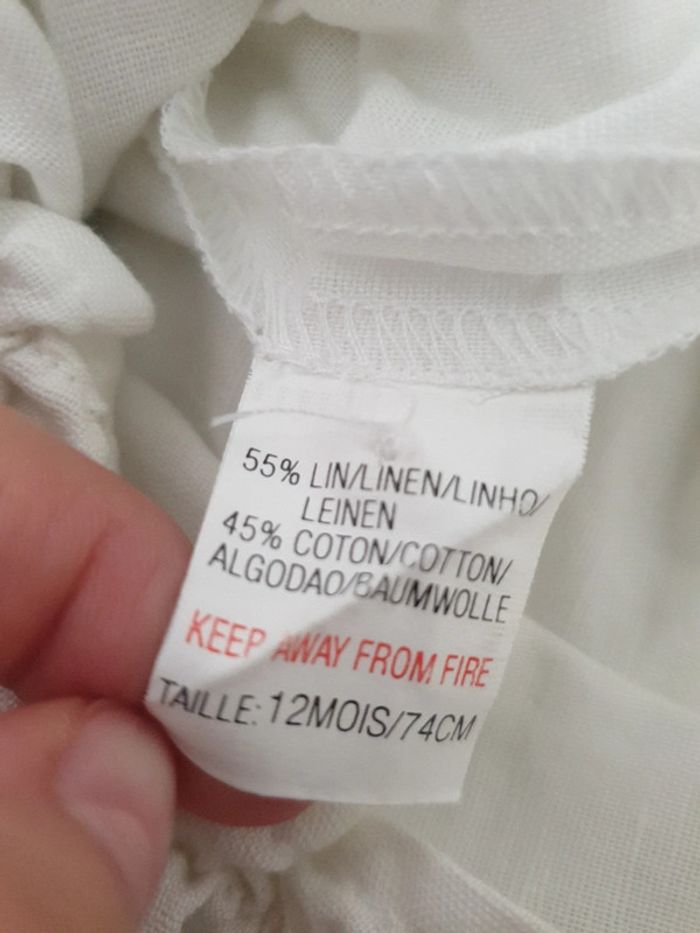 55% LIN/LINEN/LINHO/
LEINEN
45% COTON/COTTON/
ALGODAO/BAUMWOLLE
KEEP AWAY FROM FIRE
TAILLE: 12MOIS/74CM